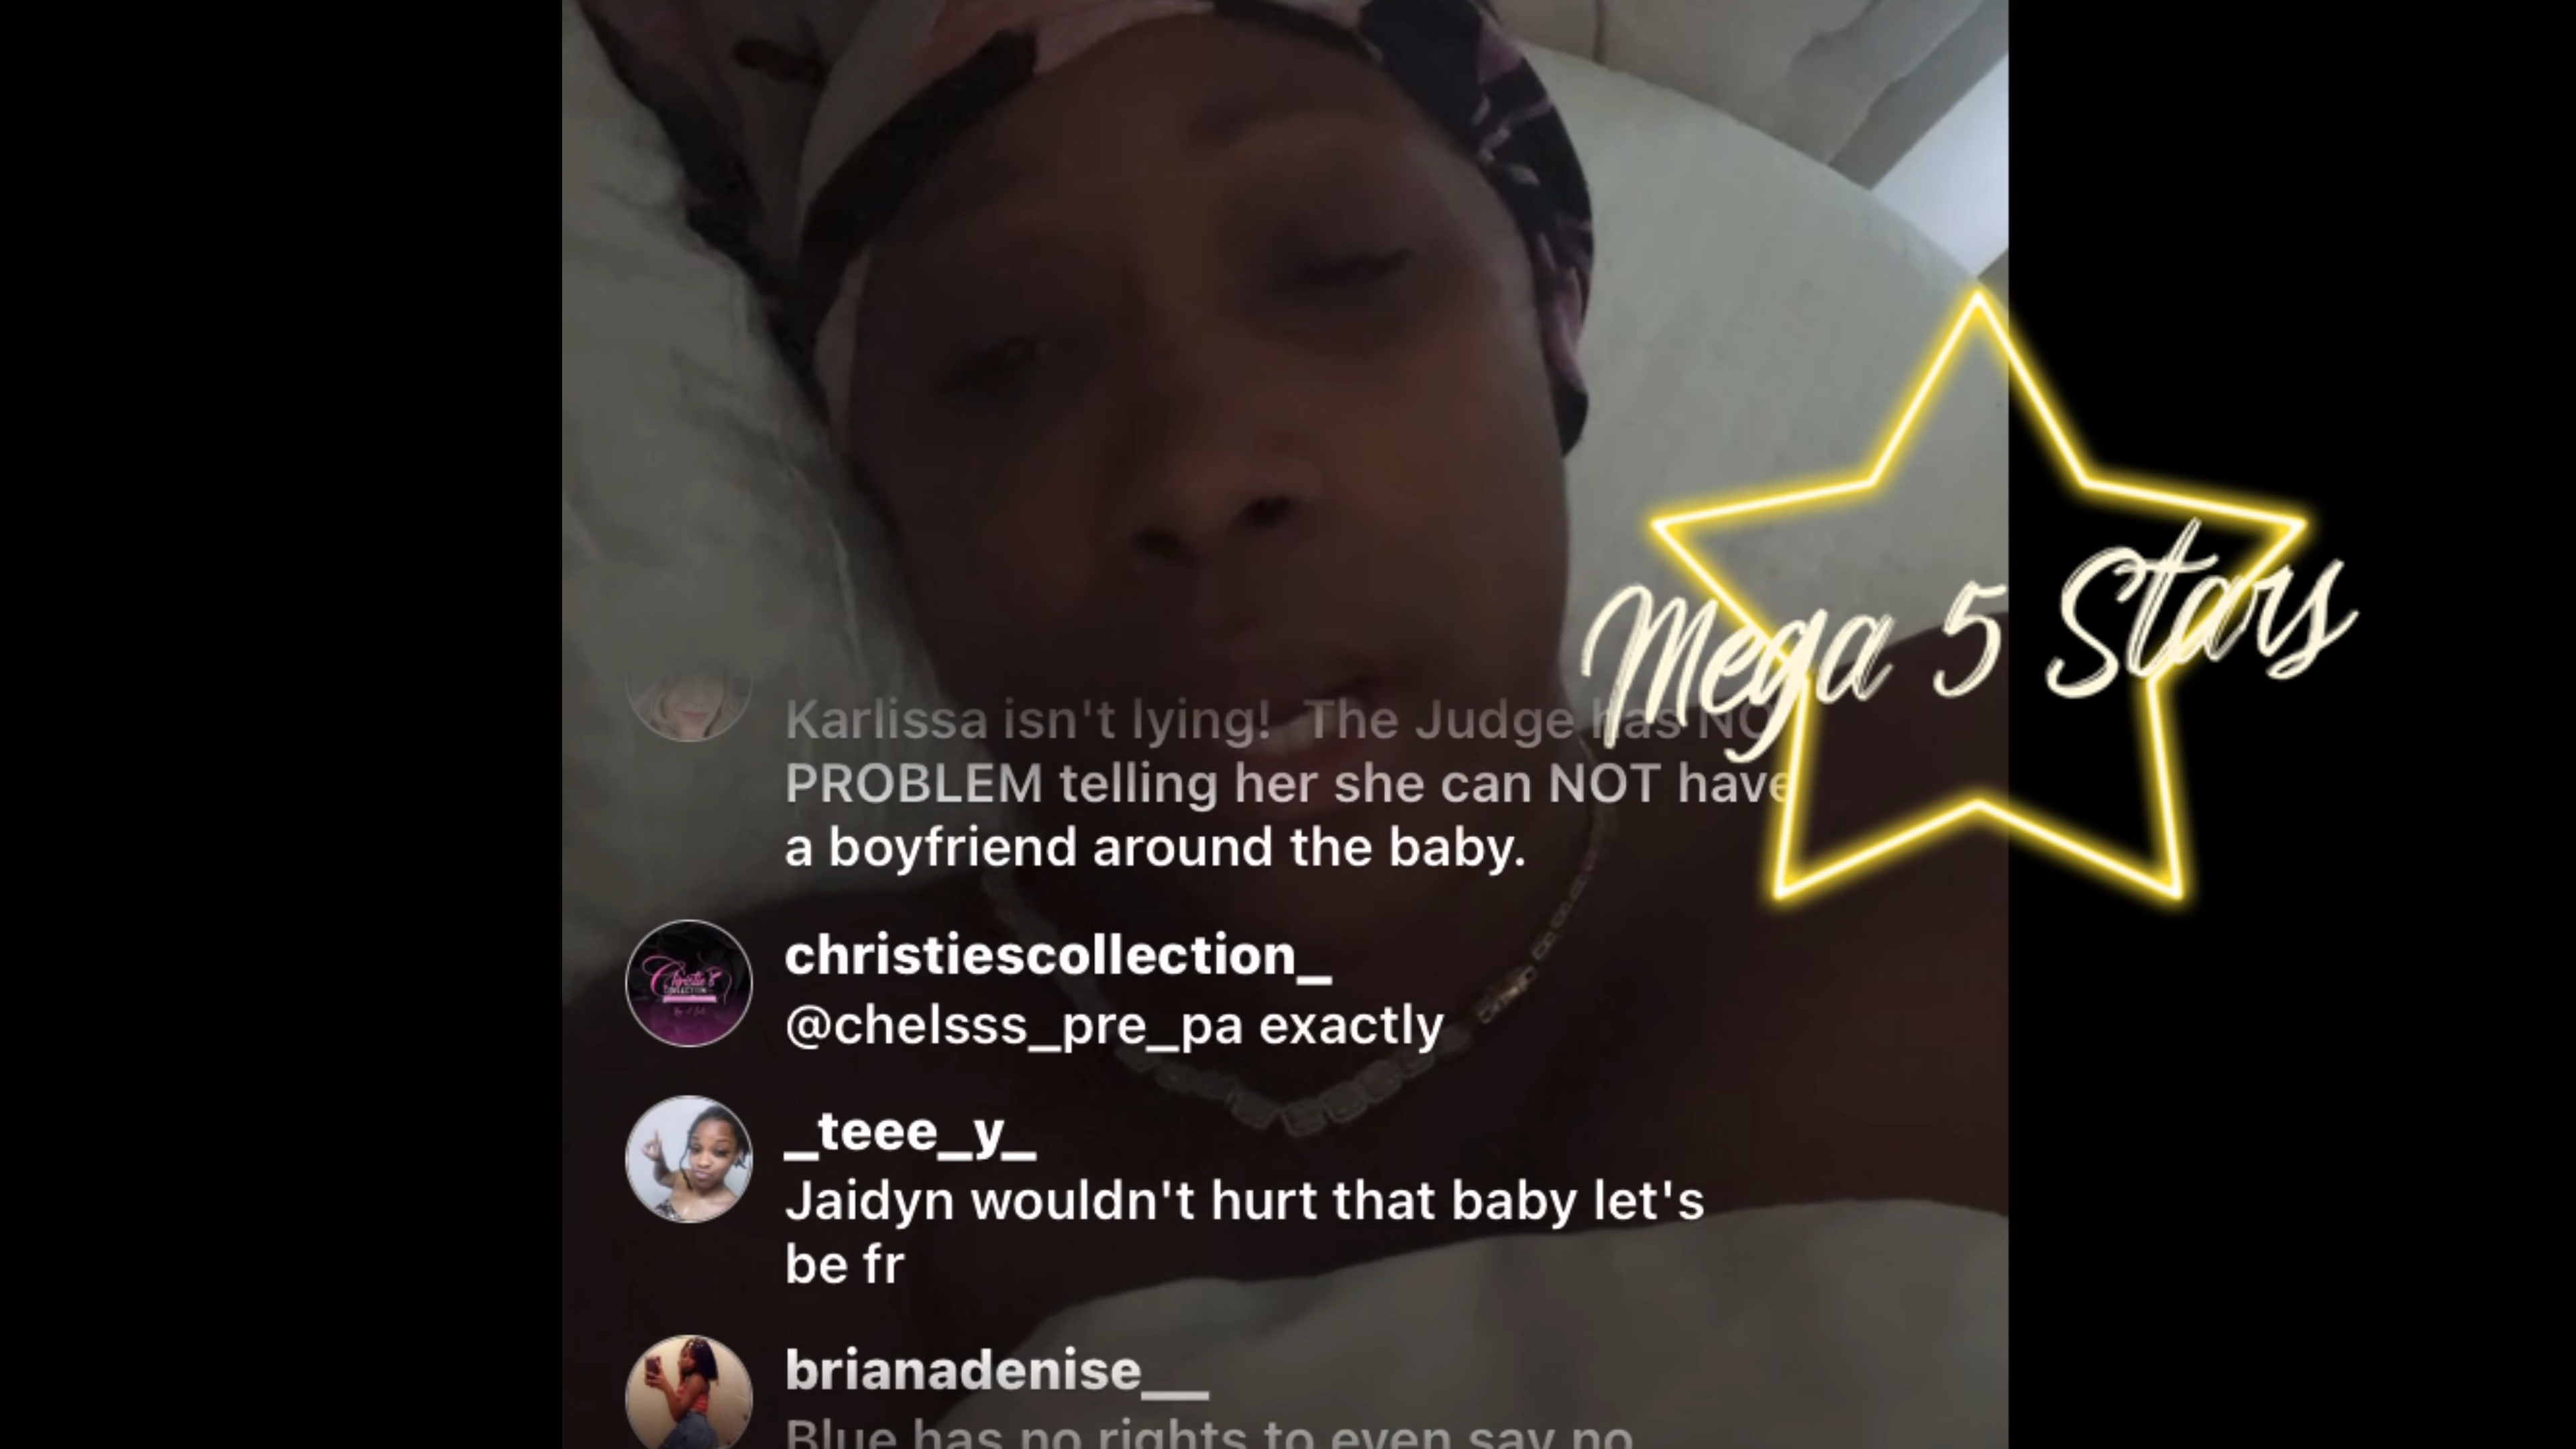 Mega 5 Stars
Karlissa isn't lying! The Judge has NO
PROBLEM telling her she can NOT have
a boyfriend around the baby.
christiescollection_
@chelsss_pre_pa exactly
_teee_y_
Jaidyn wouldn't hurt that baby let's
be fr
brianadenise__
Blue has no rights to even say no